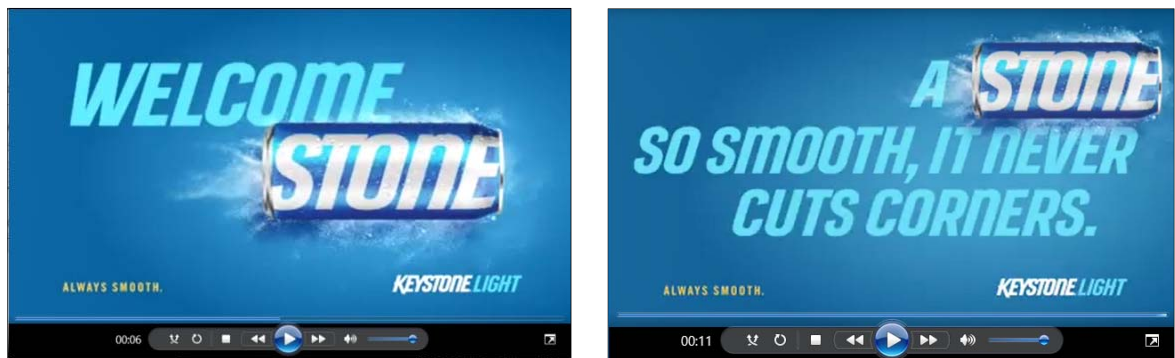 WELCOME
STONE
ALWAYS SMOOTH.
KEYSTONE LIGHT
00:06
A STONE
SO SMOOTH, IT NEVER
CUTS CORNERS.
ALWAYS SMOOTH.
KEYSTONE LIGHT
00:11